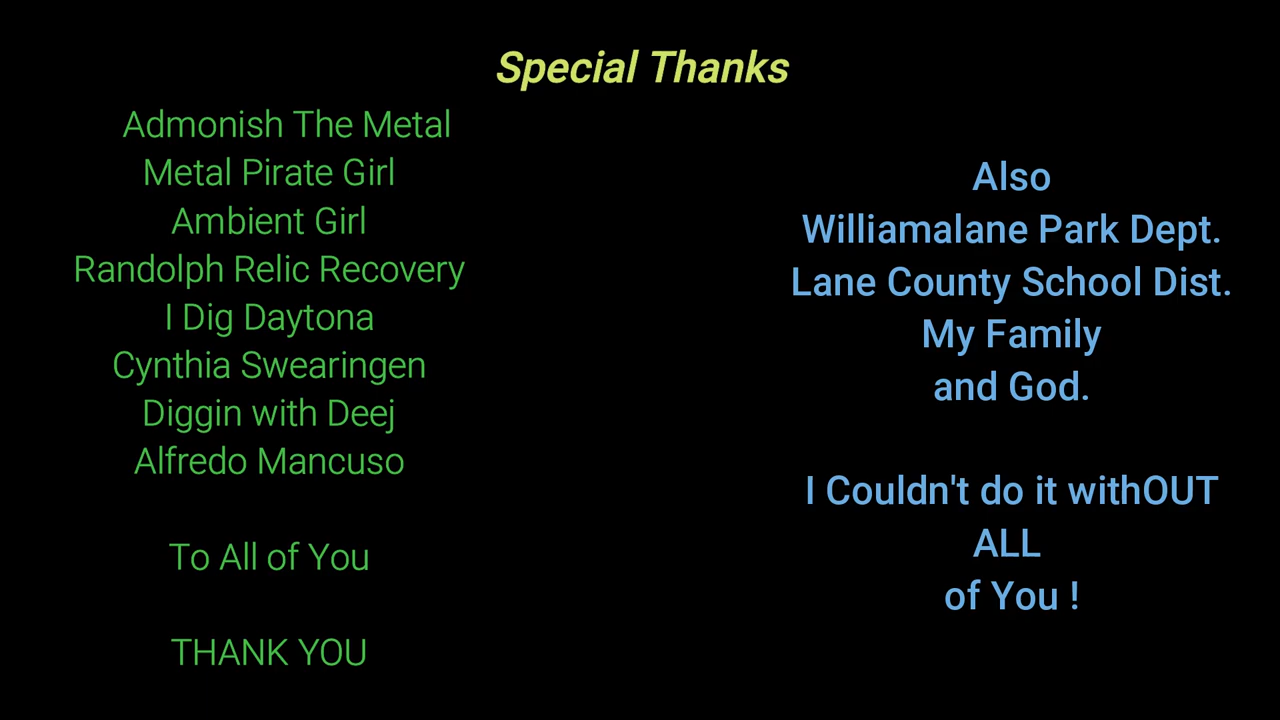 Special Thanks
Admonish The Metal
Metal Pirate Girl
Ambient Girl
Randolph Relic Recovery
I Dig Daytona
Cynthia Swearingen
Diggin with Deej
Alfredo Mancuso
To All of You
THANK YOU
Also
Williamalane Park Dept.
Lane County School Dist.
My Family
and God.
I Couldn't do it withOUT
ALL
of You !